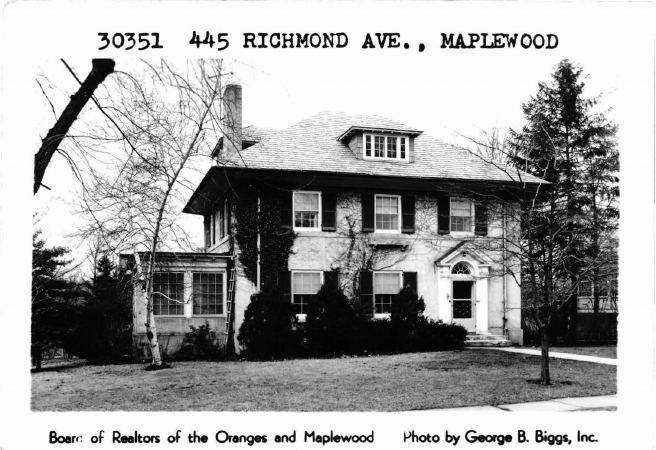 30351 445 RICHMOND AVE., MAPLEWOOD
Board of Realtors of the Oranges and Maplewood Photo by George B. Biggs, Inc.